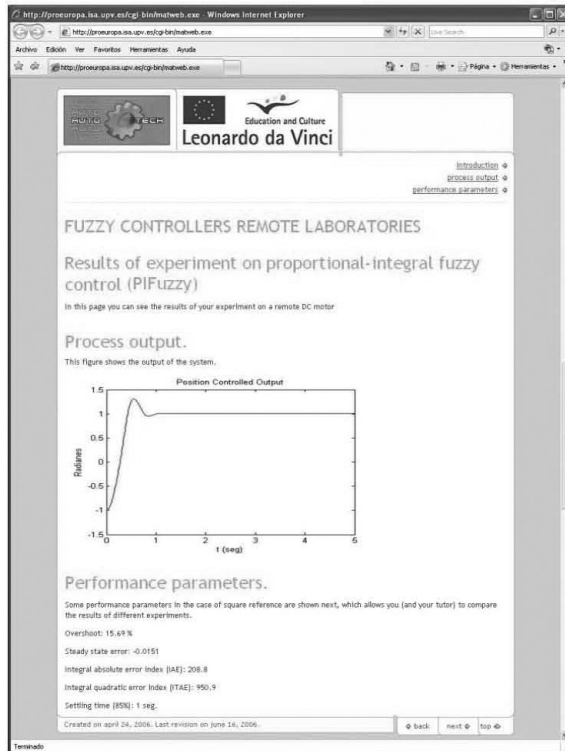 http://proeuropa.isa.upv.es/cgi-bin/matweb.exe - Windows Internet Explorer
http://proeuropa.isa.upv.es/cgi-bin/matweb.exe
Live Search
Archivo Edición Ver Favoritos Herramientas Ayuda
http://proeuropa.isa.upv.es/cgi-bin/matweb.exe
Página
Herramientas
AUTO TECH
Education and Culture
Leonardo da Vinci
introduction
process output
performance parameters
FUZZY CONTROLLERS REMOTE LABORATORIES
Results of experiment on proportional-integral fuzzy
control (PIFuzzy)
In this page you can see the results of your experiment on a remote DC motor
Process output.
This figure shows the output of the system.
Position Controlled Output
1.5
1
0.5
0
-0.5
-1
-1.5
Radianes
0 1 2 3 4 5
t (seg)
Performance parameters.
Some performance parameters in the case of square reference are shown next, which allows you (and your tutor) to compare
the results of different experiments.
Overshoot: 15.69 %
Steady state error: -0.0151
Integral absolute error index (IAE): 208.8
Integral quadratic error index (ITAE): 950.9
Settling time (85%): 1 seg.
Created on april 24, 2006. Last revision on june 16, 2006.
back next top
Terminado